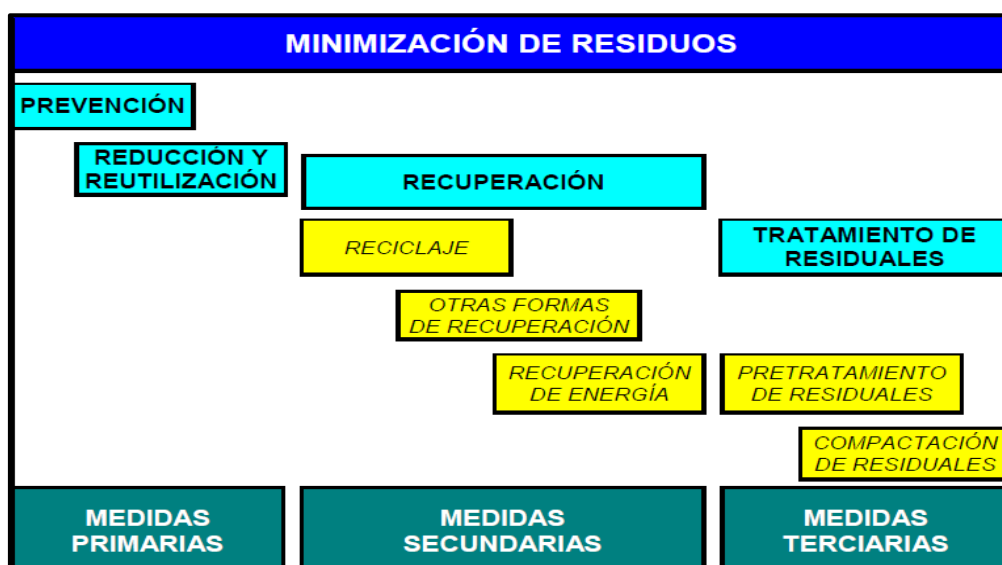 MINIMIZACIÓN DE RESIDUOS
PREVENCIÓN
REDUCCIÓN Y
REUTILIZACIÓN
RECUPERACIÓN
RECICLAJE
TRATAMIENTO DE
RESIDUALES
OTRAS FORMAS
DE RECUPERACIÓN
RECUPERACIÓN
DE ENERGÍA
PRETRATAMIENTO
DE RESIDUALES
COMPACTACIÓN
DE RESIDUALES
MEDIDAS
PRIMARIAS
MEDIDAS
SECUNDARIAS
MEDIDAS
TERCIARIAS